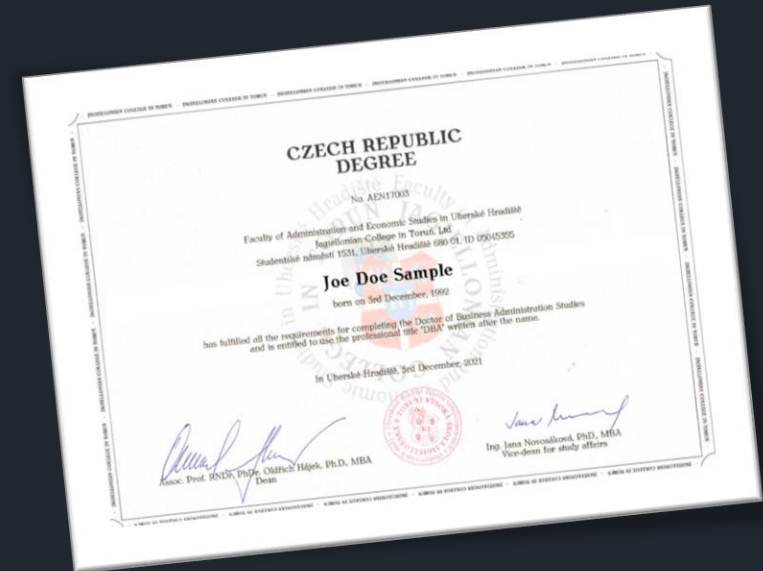 JAGIELLONIAN COLLEGE IN TORUŃ
CZECH REPUBLIC
DEGREE
No. AEN17003
Faculty of Administration and Economic Studies in Uherské Hradiště
Jagiellonian College in Toruń, Ltd
Studentské náměstí 1531, Uherské Hradiště 686 01, ID 05045355
Joe Doe Sample
born on 3rd December, 1992
has fulfilled all the requirements for completing the Doctor of Business Administration Studies
and is entitled to use the professional title "DBA" written after the name.
In Uherské Hradiště, 3rd December, 2021
Assoc. Prof. RNDr. PhDr. Oldřich Hájek, Ph.D., MBA
Dean
Ing. Jana Novosáková, PhD., MBA
Vice-dean for study affairs